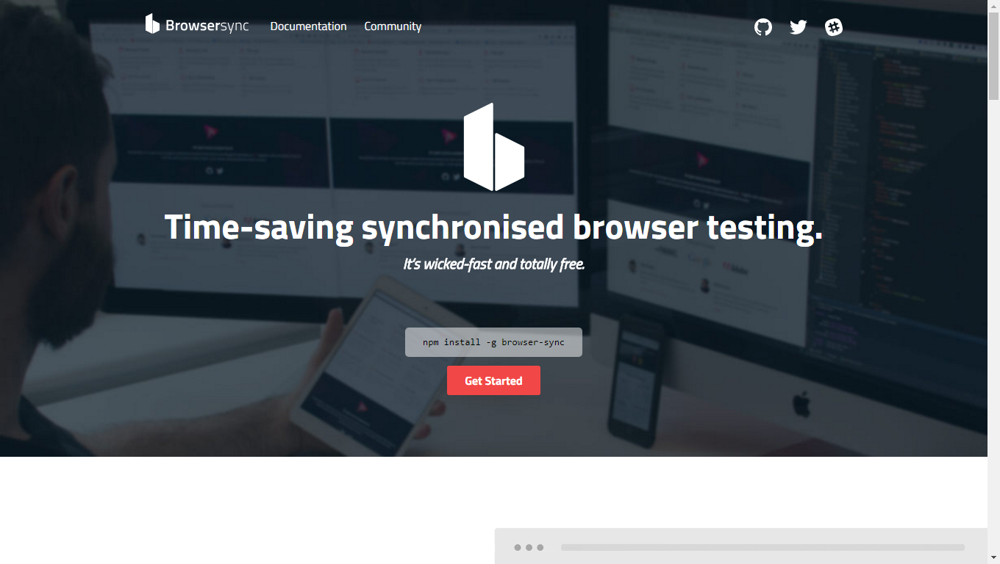 Browsersync
Documentation
Community
Time-saving synchronised browser testing.
It's wicked-fast and totally free.
npm install -g browser-sync
Get Started